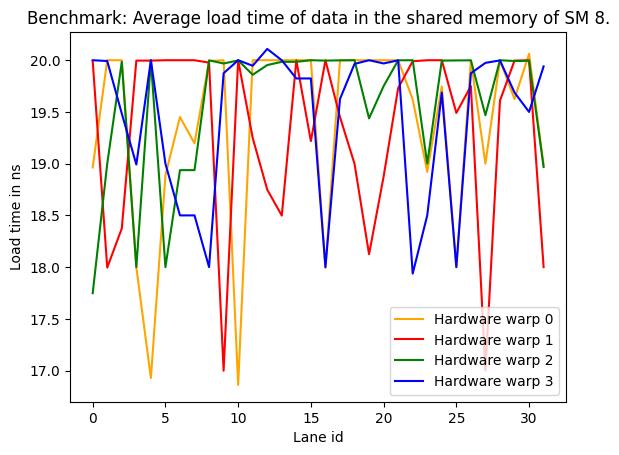 Benchmark: Average load time of data in the shared memory of SM 8.
20.0
19.5
19.0
18.5
18.0
17.5
17.0
Load time in ns
Hardware warp 0
Hardware warp 1
Hardware warp 2
Hardware warp 3
0 5 10 15 20 25 30
Lane id